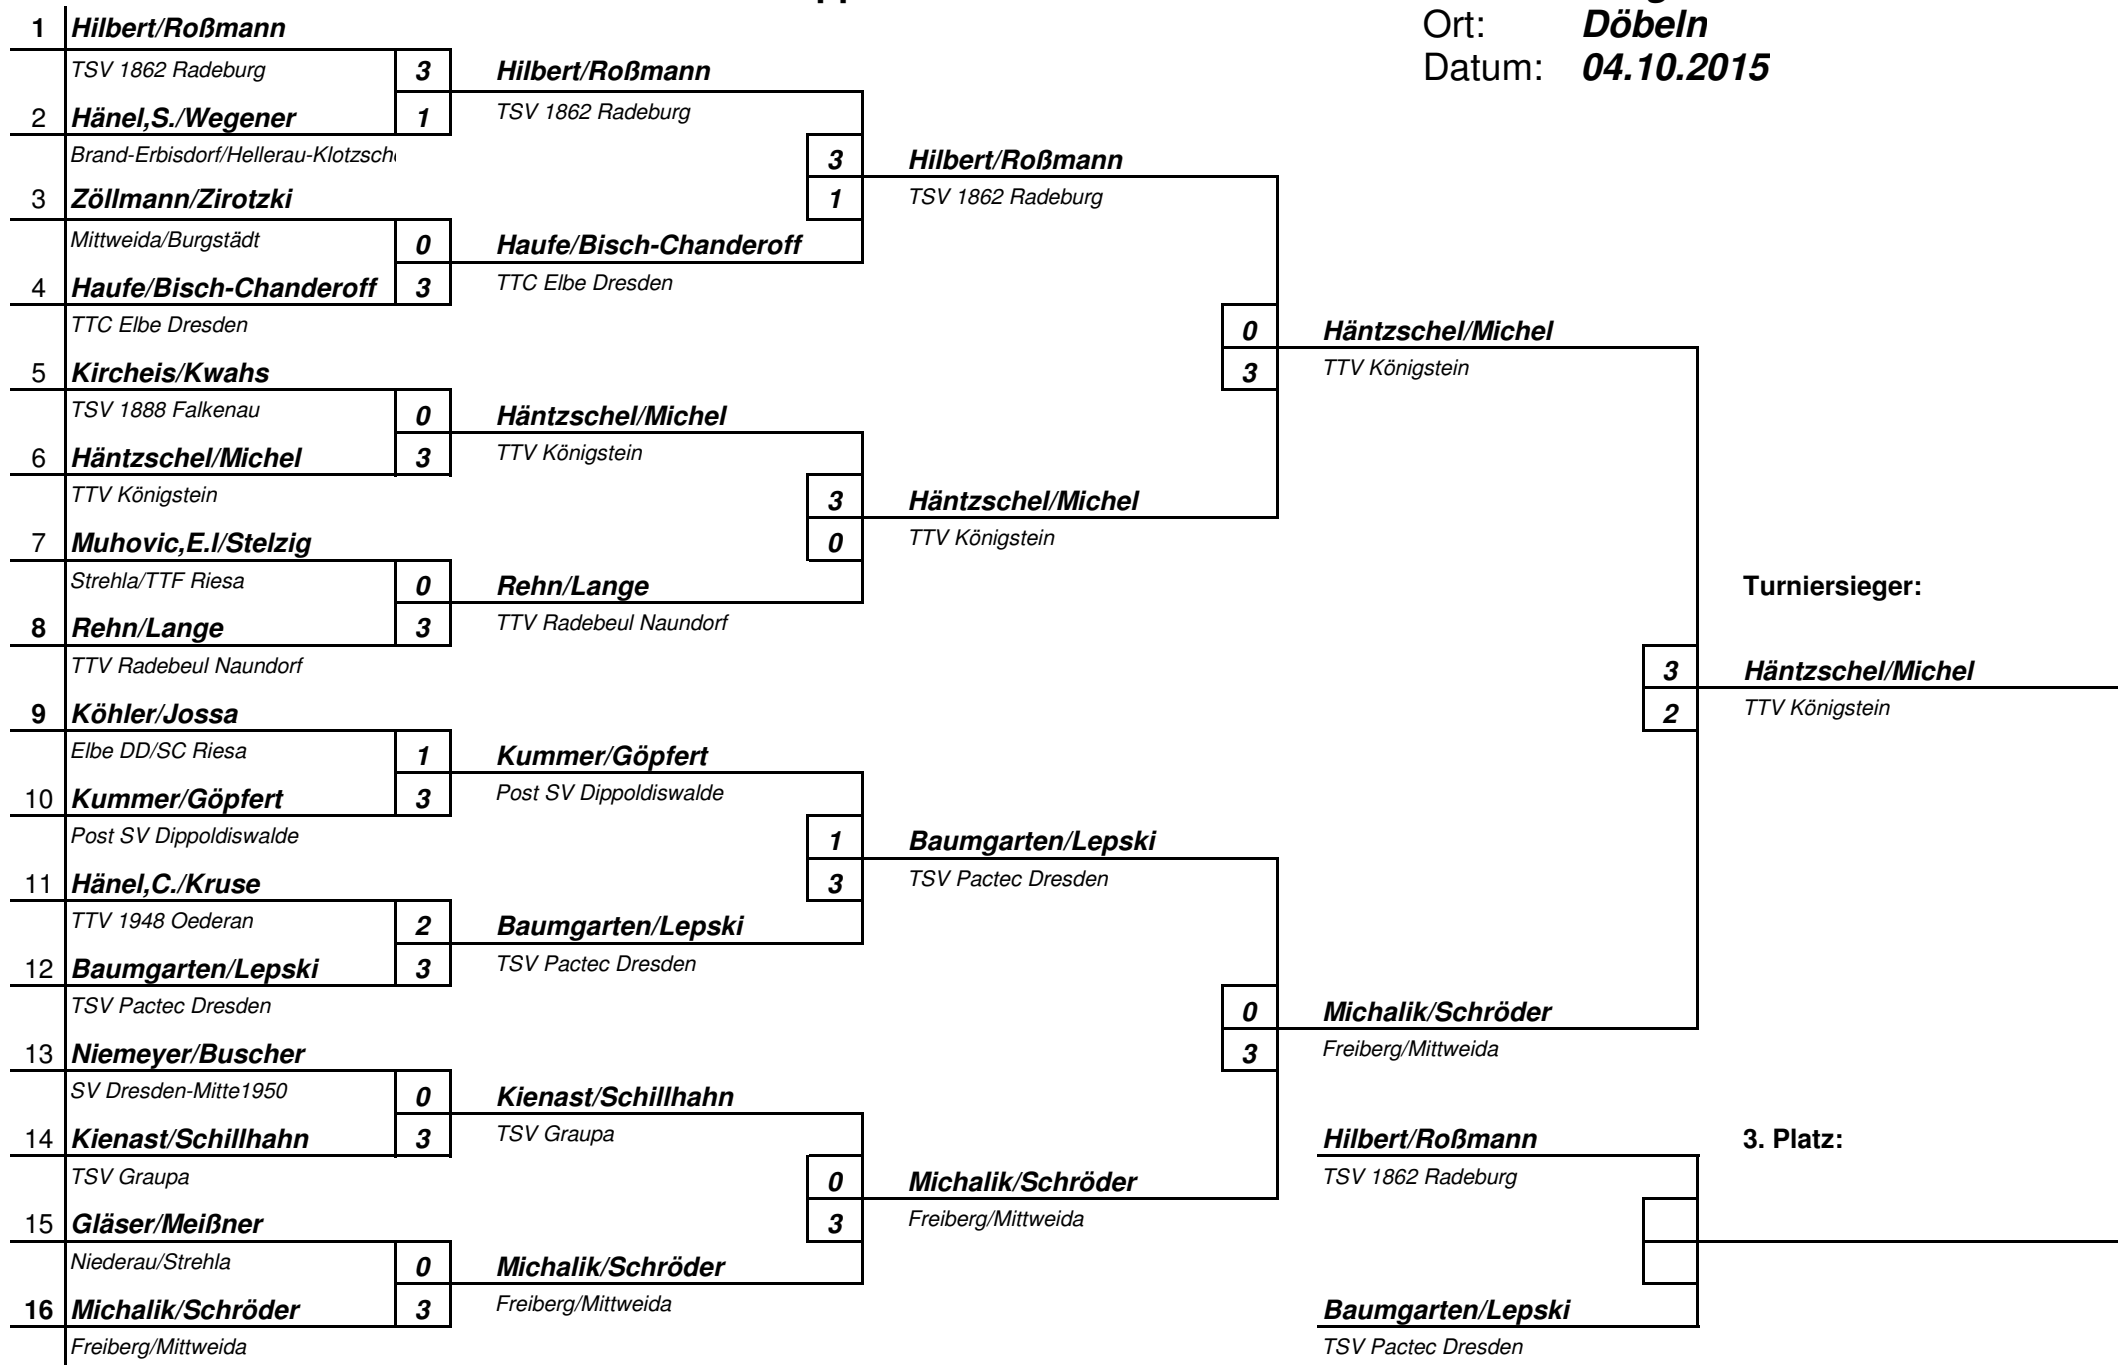 Ort: Döbeln
Datum: 04.10.2015
1 Hilbert/Roßmann
TSV 1862 Radeburg 3
2 Hänel,S./Wegener 1
Brand-Erbisdorf/Hellerau-Klotzsch
3 Zöllmann/Zirotzki
Mittweida/Burgstädt 0
4 Haufe/Bisch-Chanderoff 3
TTC Elbe Dresden
5 Kircheis/Kwahs
TSV 1888 Falkenau 0
6 Häntzschel/Michel 3
TTV Königstein
7 Muhovic,E.I/Stelzig
Strehla/TTF Riesa 0
8 Rehn/Lange 3
TTV Radebeul Naundorf
9 Köhler/Jossa
Elbe DD/SC Riesa 1
10 Kummer/Göpfert 3
Post SV Dippoldiswalde
11 Hänel,C./Kruse
TTV 1948 Oederan 2
12 Baumgarten/Lepski 3
TSV Pactec Dresden
13 Niemeyer/Buscher
SV Dresden-Mitte1950 0
14 Kienast/Schillhahn 3
TSV Graupa
15 Gläser/Meißner
Niederau/Strehla 0
16 Michalik/Schröder 3
Freiberg/Mittweida
Hilbert/Roßmann
TSV 1862 Radeburg
3
1
Haufe/Bisch-Chanderoff
TTC Elbe Dresden
Häntzschel/Michel
TTV Königstein
3
0
Rehn/Lange
TTV Radebeul Naundorf
Kummer/Göpfert
Post SV Dippoldiswalde
1
3
Baumgarten/Lepski
TSV Pactec Dresden
Kienast/Schillhahn
TSV Graupa
0
3
Michalik/Schröder
Freiberg/Mittweida
Hilbert/Roßmann
TSV 1862 Radeburg
0
3
Häntzschel/Michel
TTV Königstein
Baumgarten/Lepski
TSV Pactec Dresden
0
3
Michalik/Schröder
Freiberg/Mittweida
Häntzschel/Michel
TTV Königstein
3
2
Michalik/Schröder
Freiberg/Mittweida
Turniersieger:
Häntzschel/Michel
TTV Königstein
Hilbert/Roßmann
TSV 1862 Radeburg
3. Platz:
Baumgarten/Lepski
TSV Pactec Dresden